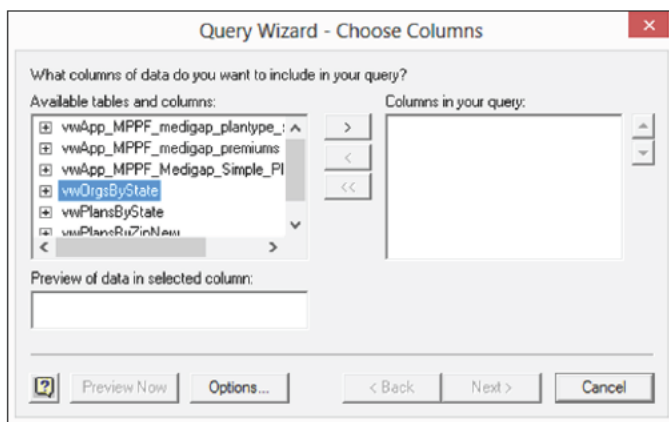 Query Wizard - Choose Columns
What columns of data do you want to include in your query?
Available tables and columns:
Columns in your query:
vwApp_MPPF_medigap_plantype_
vwApp_MPPF_medigap_premiums
vwApp_MPPF_Medigap_Simple_Pl
vwOrgsByState
vwPlansByState
vwPlansByZipNew
>
<
<<
Preview of data in selected column:
Preview Now
Options...
< Back
Next >
Cancel